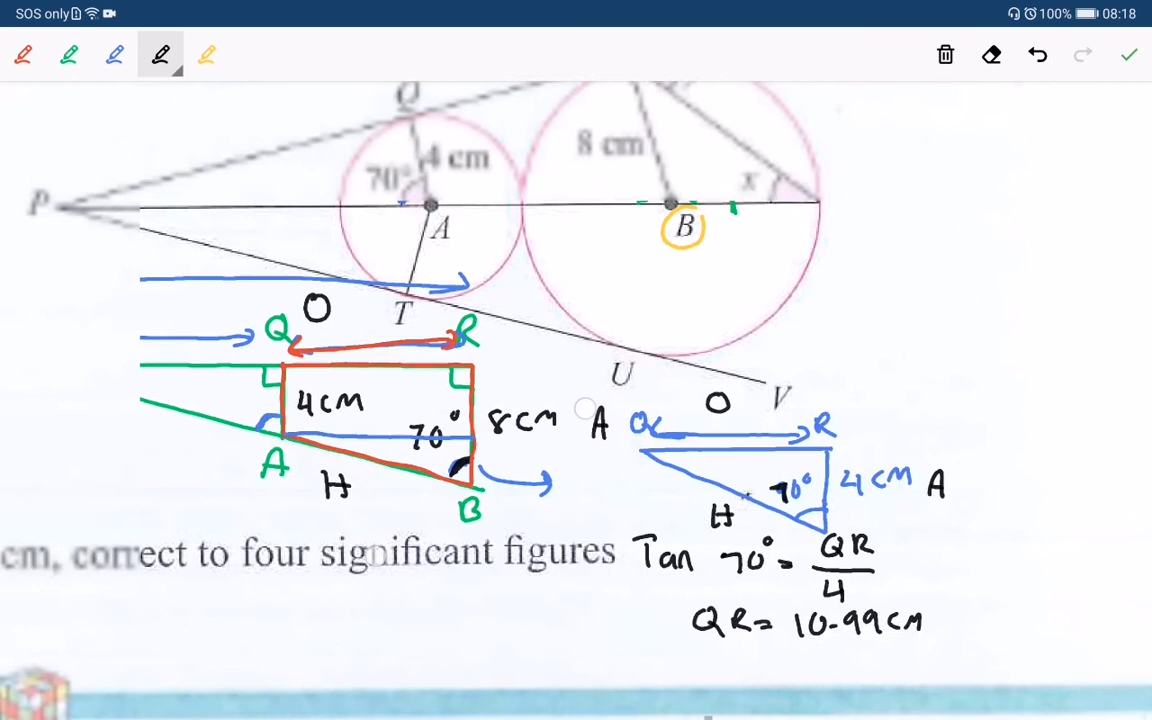 SOS only 100% 08:18
Q
4 cm 8 cm
70° x
P
A B
T
O
Q R U V
O
4cm 8cm A Q R
70°
A 70° 4cm A
H H
B
cm, correct to four significant figures Tan 70° = QR
4
QR = 10.99cm